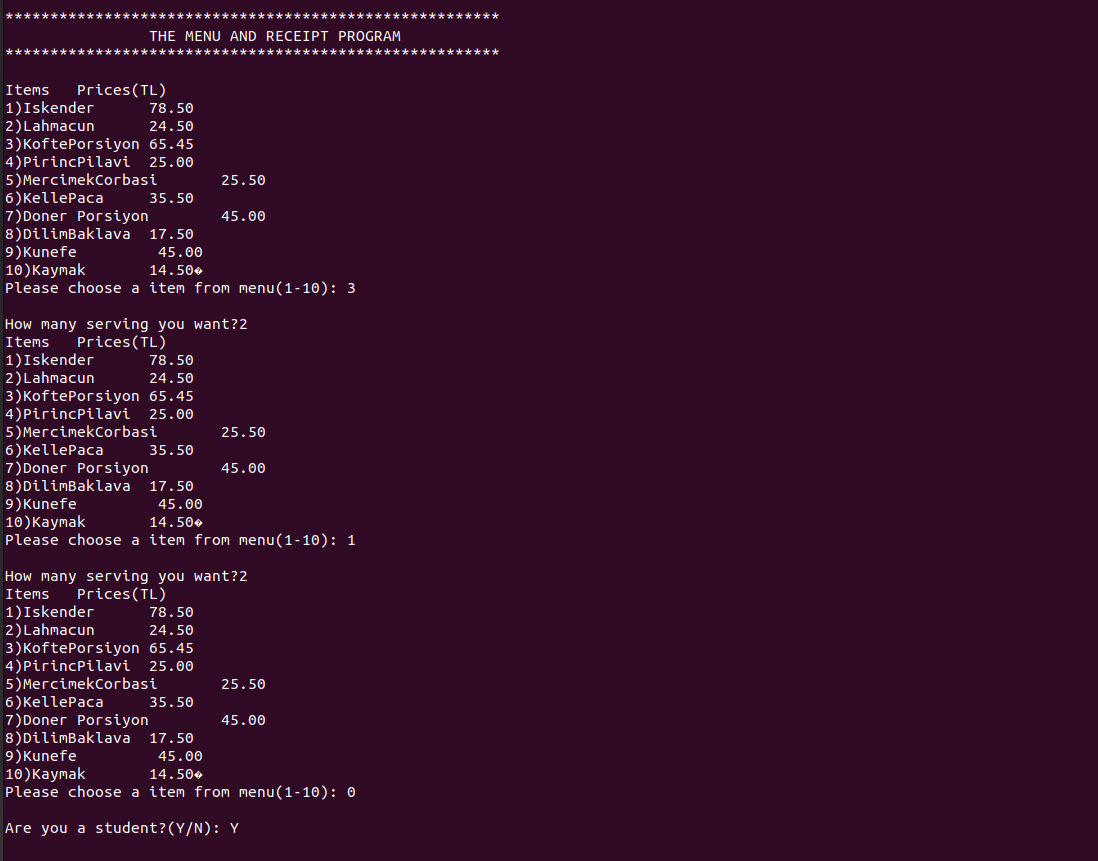 *******************************************************
THE MENU AND RECEIPT PROGRAM
*******************************************************
Items   Prices(TL)
1)Iskender      78.50
2)Lahmacun      24.50
3)KoftePorsiyon 65.45
4)PirincPilavi  25.00
5)MercimekCorbasi       25.50
6)KellePaca     35.50
7)Doner Porsiyon        45.00
8)DilimBaklava  17.50
9)Kunefe         45.00
10)Kaymak       14.50�
Please choose a item from menu(1-10): 3
How many serving you want?2
Items   Prices(TL)
1)Iskender      78.50
2)Lahmacun      24.50
3)KoftePorsiyon 65.45
4)PirincPilavi  25.00
5)MercimekCorbasi       25.50
6)KellePaca     35.50
7)Doner Porsiyon        45.00
8)DilimBaklava  17.50
9)Kunefe         45.00
10)Kaymak       14.50�
Please choose a item from menu(1-10): 1
How many serving you want?2
Items   Prices(TL)
1)Iskender      78.50
2)Lahmacun      24.50
3)KoftePorsiyon 65.45
4)PirincPilavi  25.00
5)MercimekCorbasi       25.50
6)KellePaca     35.50
7)Doner Porsiyon        45.00
8)DilimBaklava  17.50
9)Kunefe         45.00
10)Kaymak       14.50�
Please choose a item from menu(1-10): 0
Are you a student?(Y/N): Y